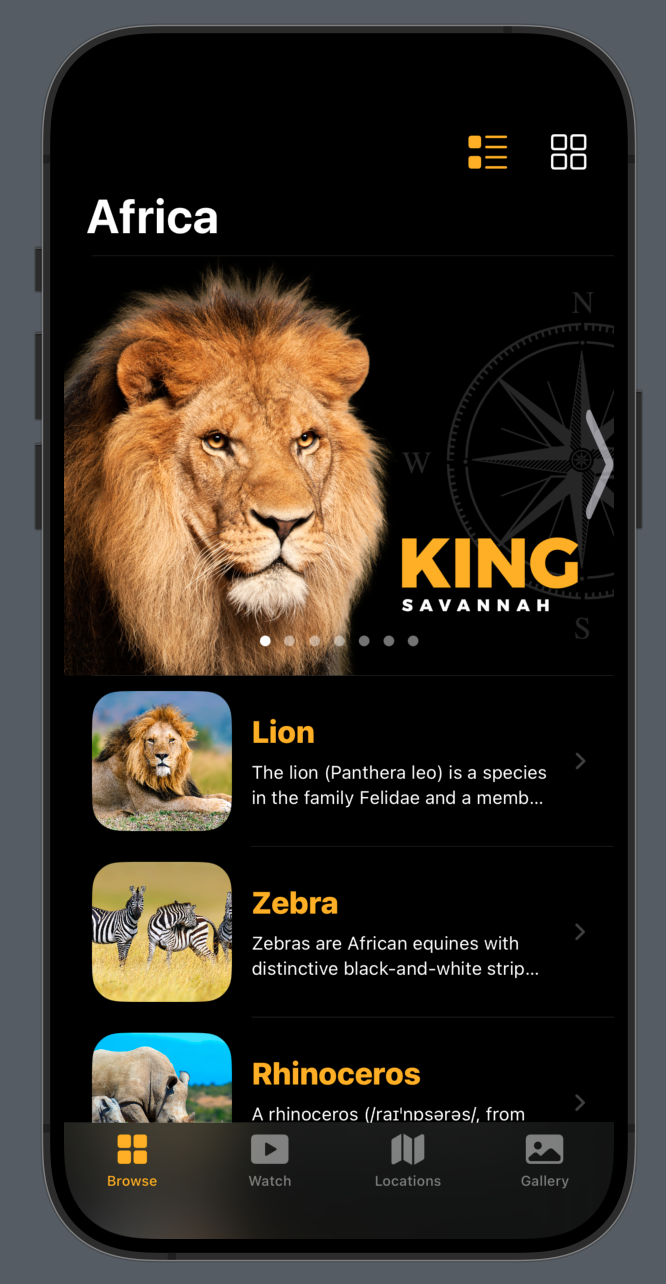 Africa
N
W
KING
SAVANNAH
S
Lion
The lion (Panthera leo) is a species
in the family Felidae and a memb...
Zebra
Zebras are African equines with
distinctive black-and-white strip...
Rhinoceros
A rhinoceros (/raɪˈnɒsərəs/, from
Browse
Watch
Locations
Gallery